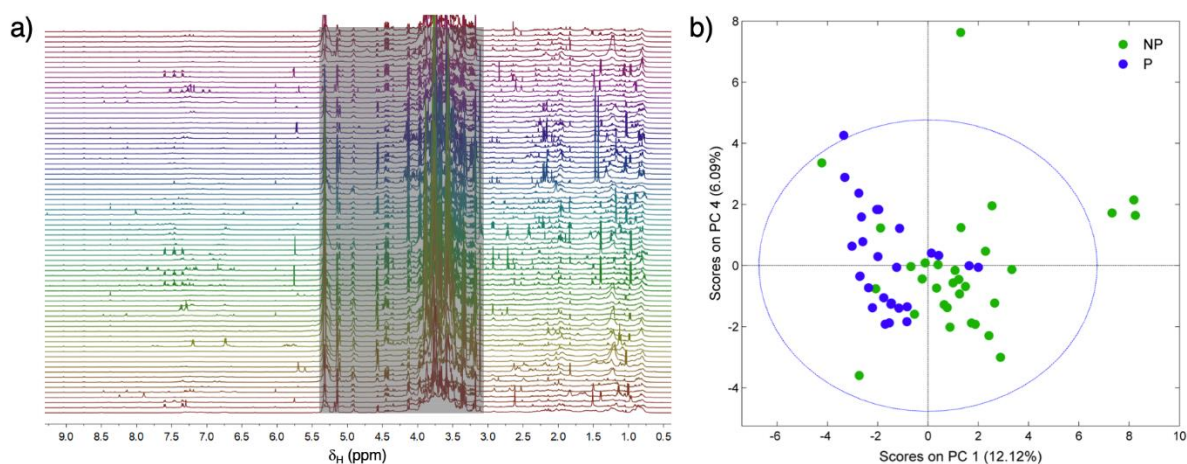 a)
9.0 8.5 8.0 7.5 7.0 6.5 6.0 5.5 5.0 4.5 4.0 3.5 3.0 2.5 2.0 1.5 1.0 0.5 0.4
δH (ppm)
b)
8
6
4
2
0
-2
-4
Scores on PC 4 (6.09%)
NP
P
-6 -4 -2 0 2 4 6 8 10
Scores on PC 1 (12.12%)